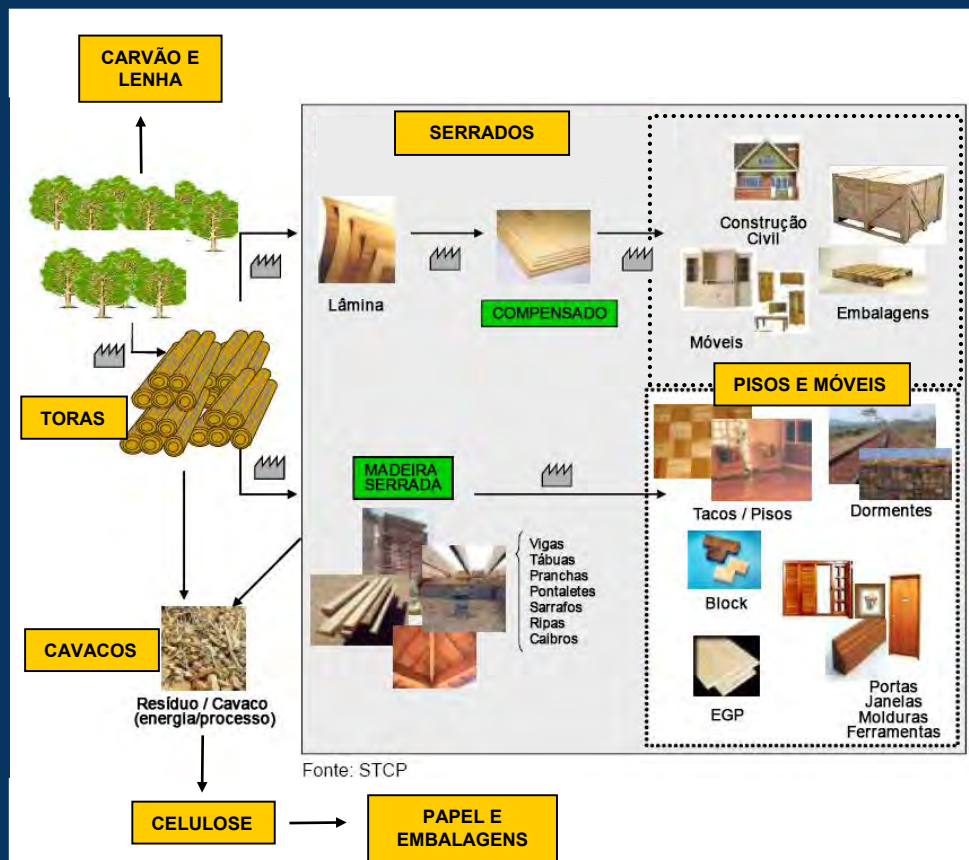 CARVÃO E
LENHA
SERRADOS
Construção
Civil
Lâmina
COMPENSADO
Móveis
Embalagens
PISOS E MÓVEIS
TORAS
MADEIRA
SERRADA
Tacos / Pisos
Dormentes
Vigas
Tábuas
Pranchas
Pontaletes
Sarrafos
Ripas
Caibros
Block
CAVACOS
Resíduo / Cavaco
(energia/processo)
EGP
Portas
Janelas
Molduras
Ferramentas
Fonte: STCP
CELULOSE
PAPEL E
EMBALAGENS